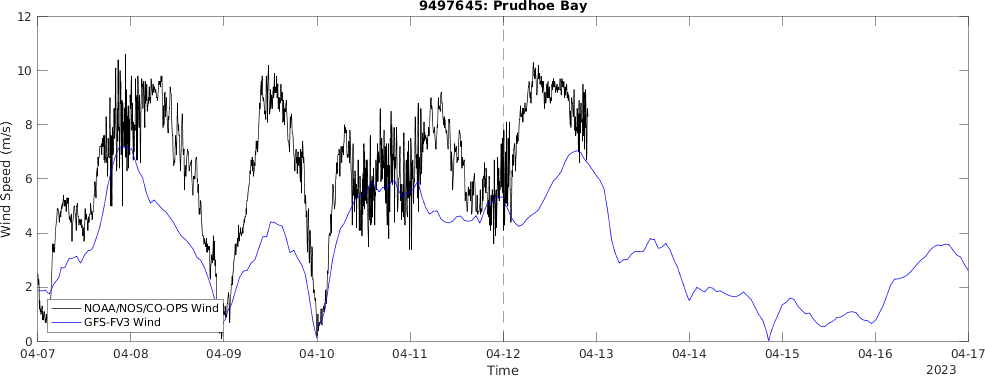 9497645: Prudhoe Bay
12
10
8
6
4
2
0
Wind Speed (m/s)
NOAA/NOS/CO-OPS Wind
GFS-FV3 Wind
04-07 04-08 04-09 04-10 04-11 04-12 04-13 04-14 04-15 04-16 04-17
Time
2023